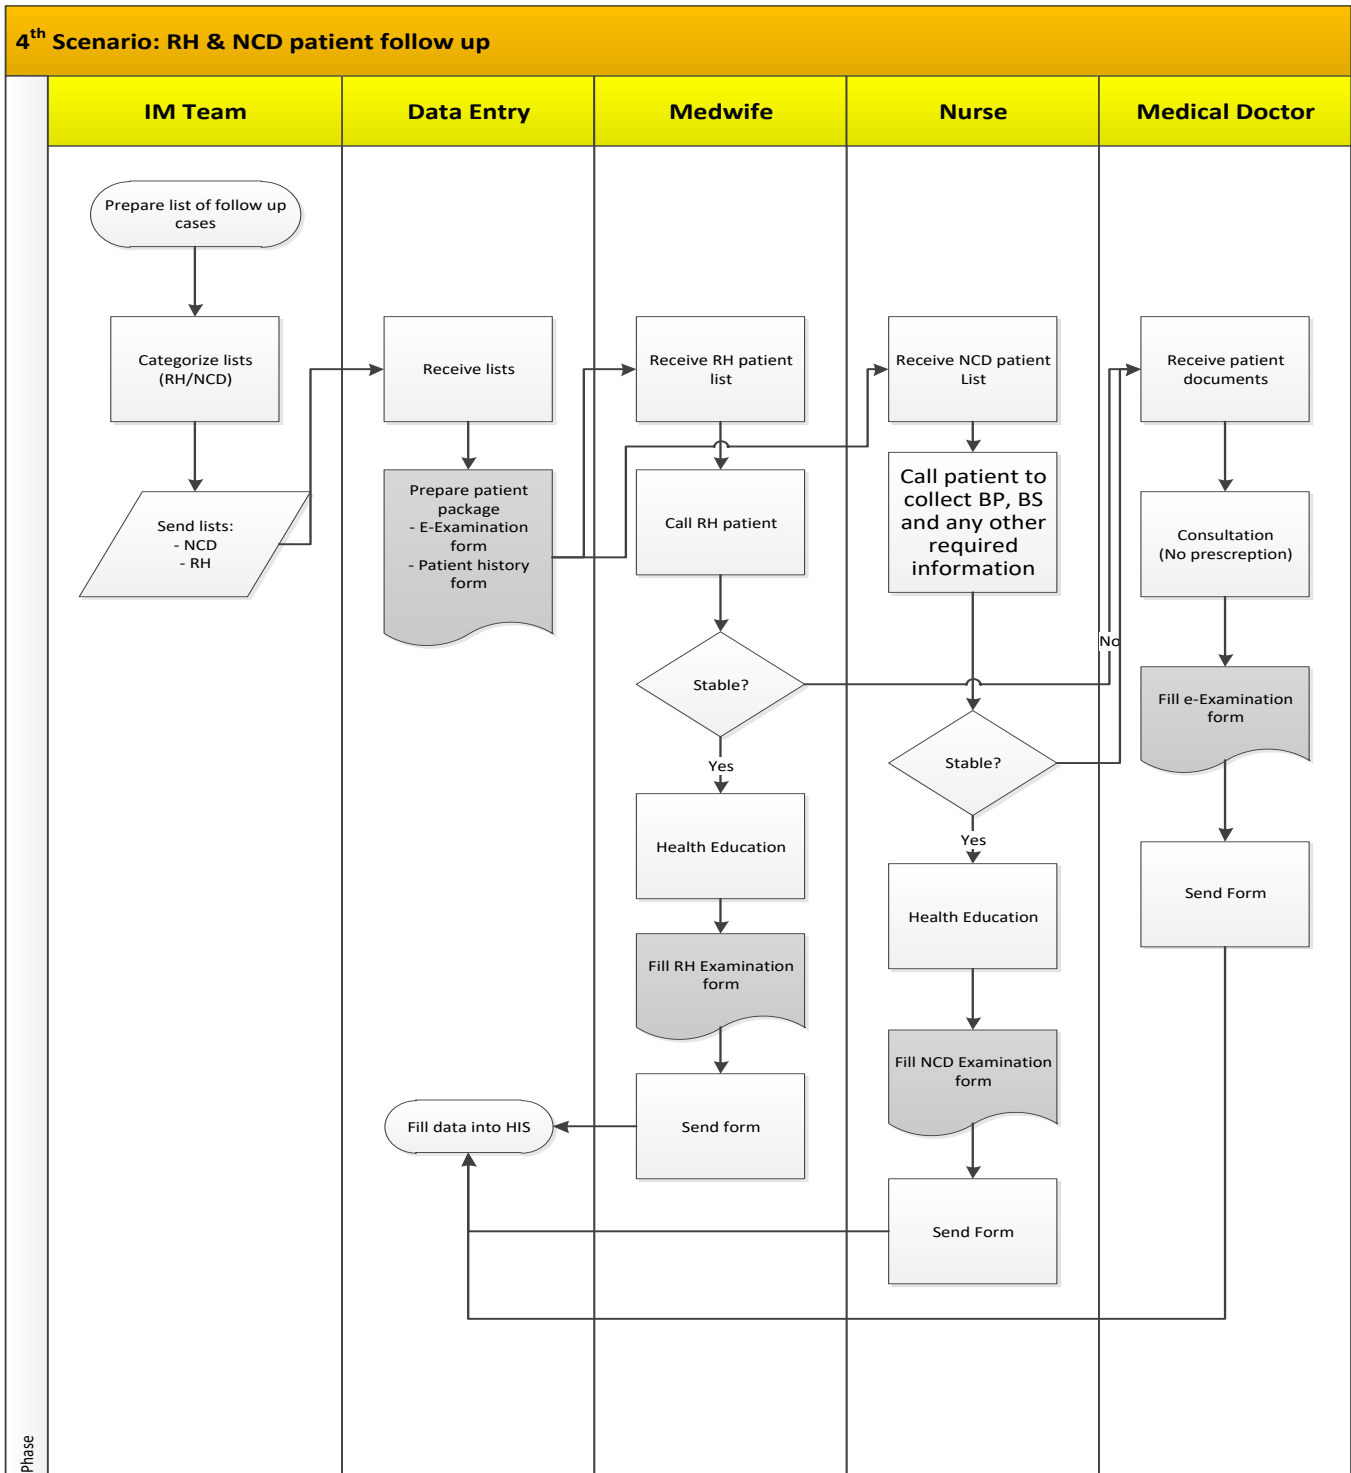 4th Scenario: RH & NCD patient follow up
IM Team
Data Entry
Medwife
Nurse
Medical Doctor
Prepare list of follow up
cases
Categorize lists
(RH/NCD)
Send lists:
- NCD
- RH
Receive lists
Prepare patient
package
- E-Examination
form
- Patient history
form
Fill data into HIS
Receive RH patient
list
Call RH patient
Stable?
Yes
Health Education
Fill RH Examination
form
Send form
Receive NCD patient
List
Call patient to
collect BP, BS
and any other
required
information
Stable?
Yes
Health Education
Fill NCD Examination
form
Send Form
No
Receive patient
documents
Consultation
(No prescreption)
Fill e-Examination
form
Send Form
Phase